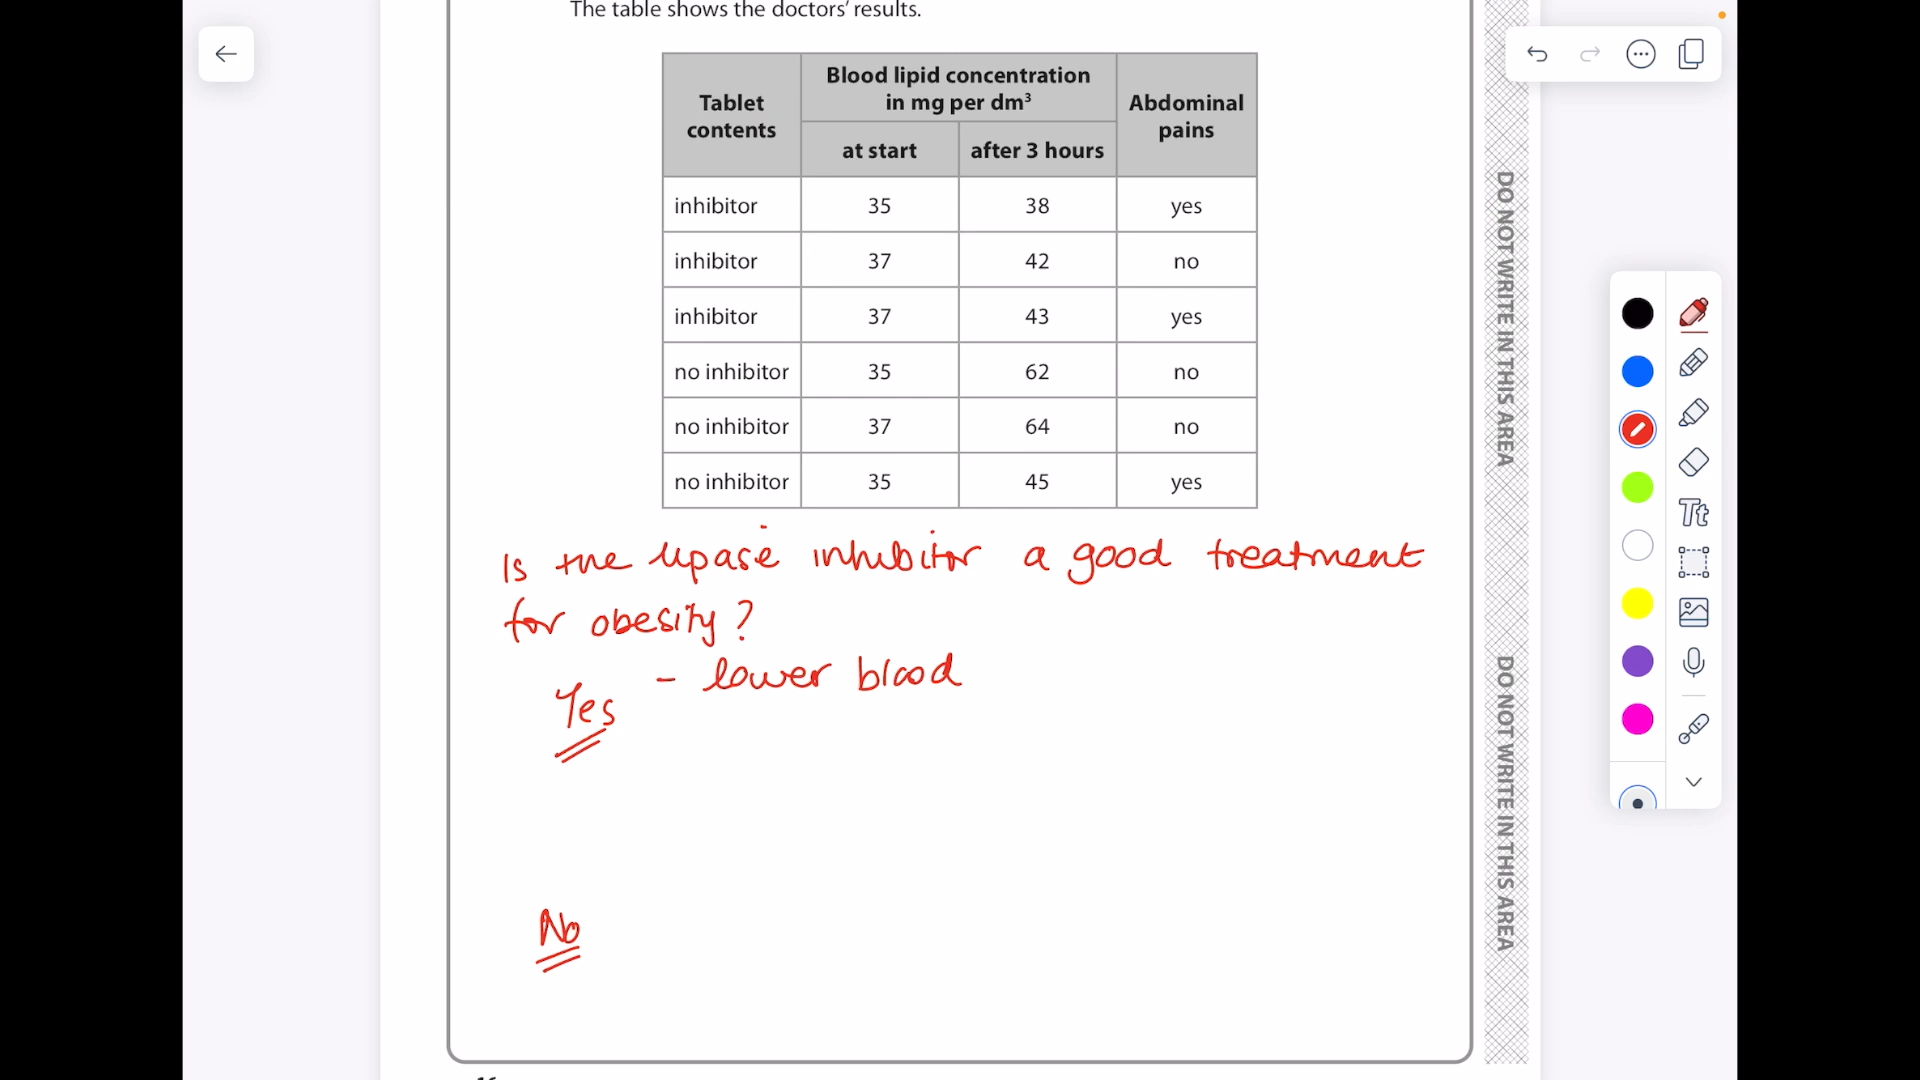 The table shows the doctors' results.
Tablet contents | Blood lipid concentration in mg per dm³ | Abdominal pains
at start | after 3 hours
inhibitor | 35 | 38 | yes
inhibitor | 37 | 42 | no
inhibitor | 37 | 43 | yes
no inhibitor | 35 | 62 | no
no inhibitor | 37 | 64 | no
no inhibitor | 35 | 45 | yes
Is the lipase inhibitor a good treatment
for obesity?
Yes - lower blood
No
DO NOT WRITE IN THIS AREA
DO NOT WRITE IN THIS AREA
Tt